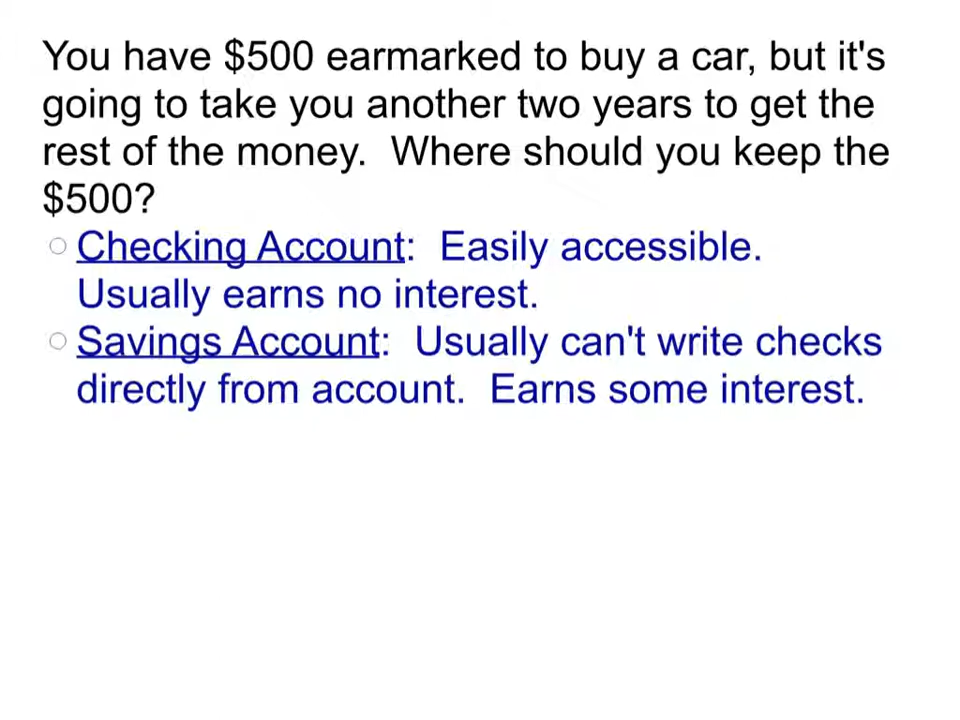 You have $500 earmarked to buy a car, but it's
going to take you another two years to get the
rest of the money.  Where should you keep the
$500?
Checking Account:  Easily accessible.
Usually earns no interest.
Savings Account:  Usually can't write checks
directly from account.  Earns some interest.